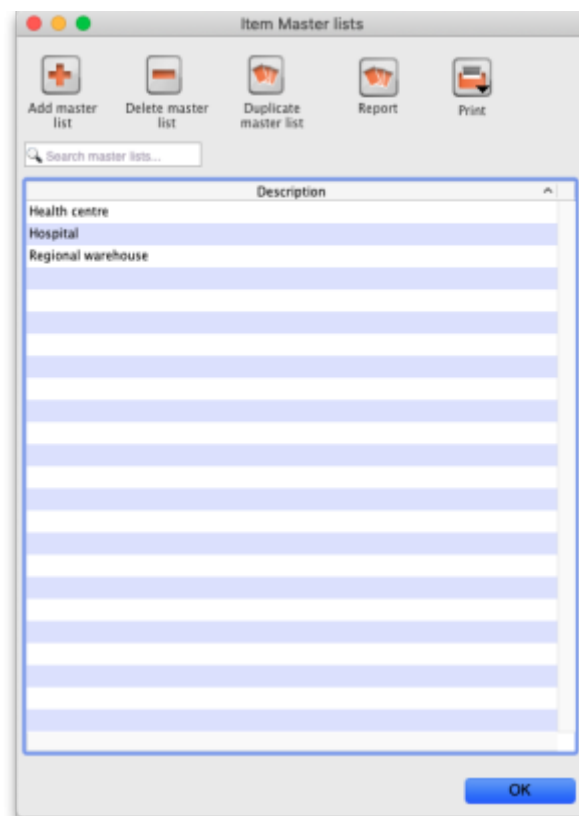 Item Master lists
Add master list
Delete master list
Duplicate master list
Report
Print
Search master lists...
Description
Health centre
Hospital
Regional warehouse
OK